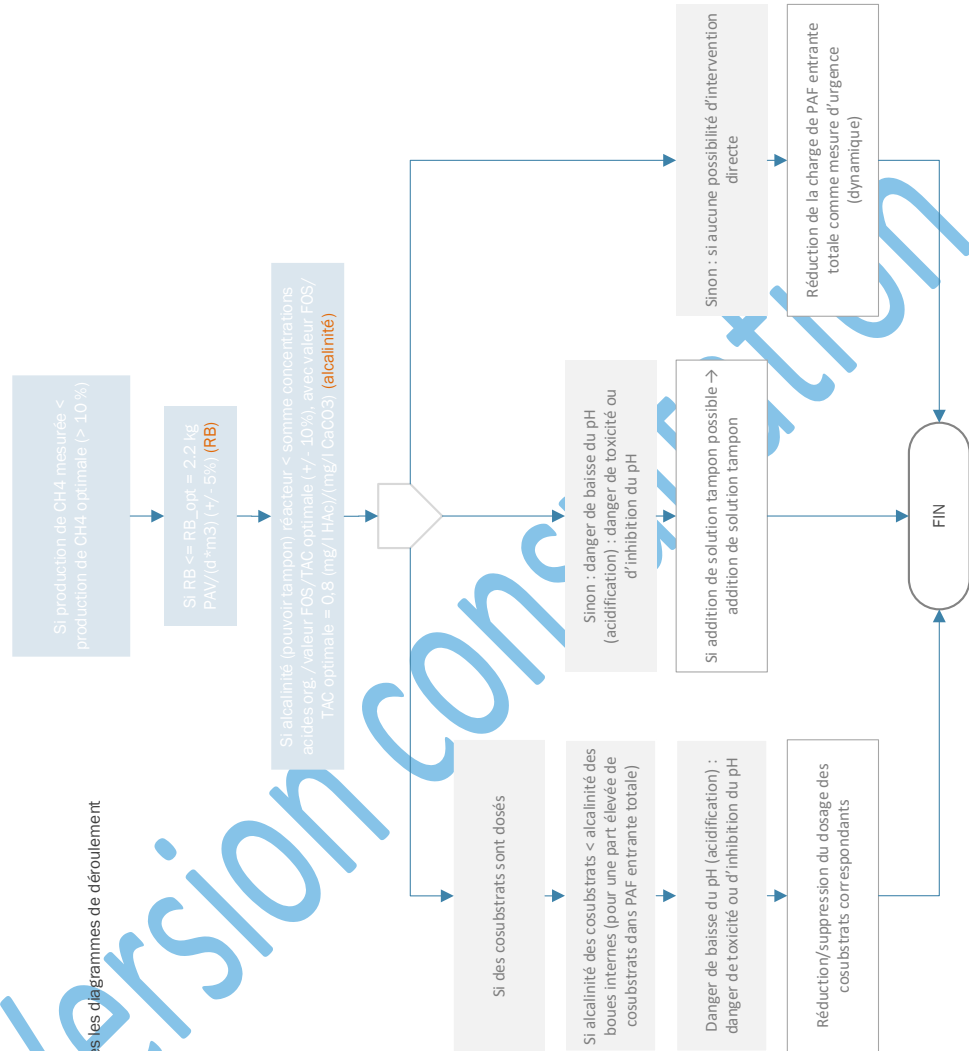 es les diagrammes de déroulement
Si production de CH4 mesurée <
production de CH4 optimale (> 10 %)
Si RB <= RB_opt = 2.2 kg
PAV/(d*m3) (+/- 5%) (RB)
Si alcalinité (pouvoir tampon) réacteur < somme concentrations
acides org. / valeur FOS/TAC optimale (+/- 10%), avec valeur FOS/
TAC optimale = 0,8 (mg/l HAc)/(mg/l CaCO3) (alcalinité)
Si des cosubstrats sont dosés
Si alcalinité des cosubstrats < alcalinité des
boues internes (pour une part élevée de
cosubstrats dans PAF entrante totale)
Danger de baisse du pH (acidification) :
danger de toxicité ou d'inhibition du pH
Réduction/suppression du dosage des
cosubstrats correspondants
Sinon : danger de baisse du pH
(acidification) : danger de toxicité ou
d'inhibition du pH
Si addition de solution tampon possible →
addition de solution tampon
Sinon : si aucune possibilité d'intervention
directe
Réduction de la charge de PAF entrante
totale comme mesure d'urgence
(dynamique)
FIN
Version consultation